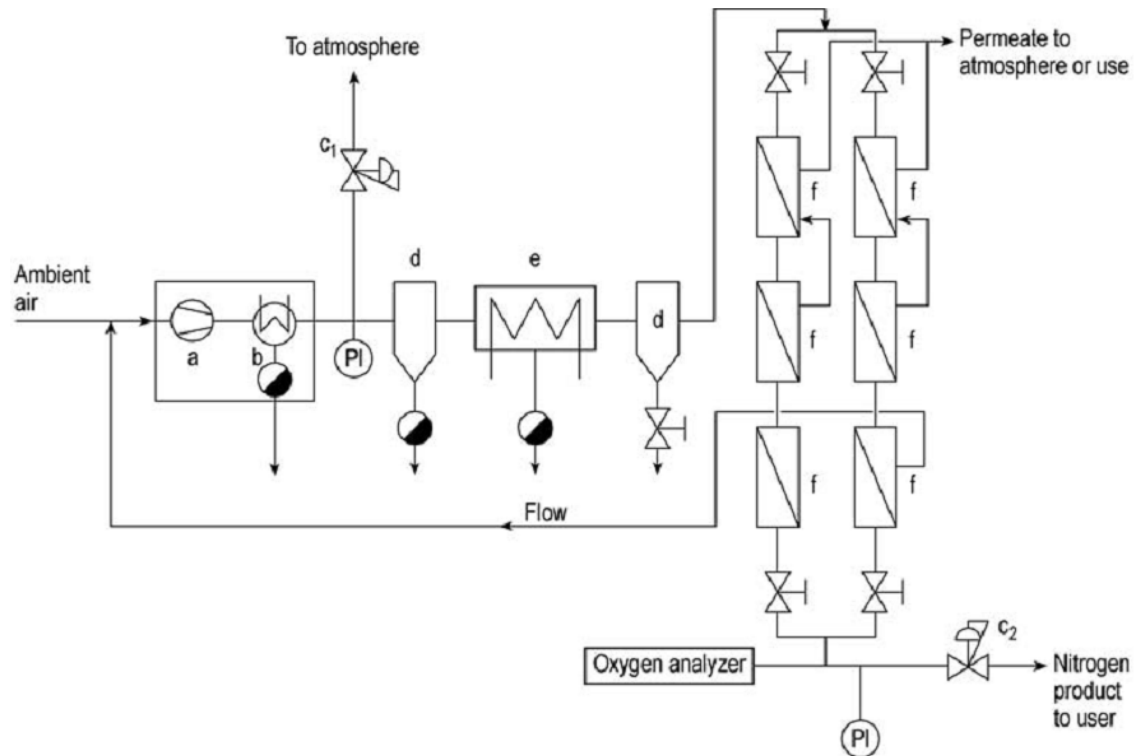 To atmosphere
Permeate to
atmosphere or use
c1
f
f
Ambient
air
d
e
d
a
b
PI
f
f
Flow
f
f
c2
Oxygen analyzer
Nitrogen
product
to user
PI